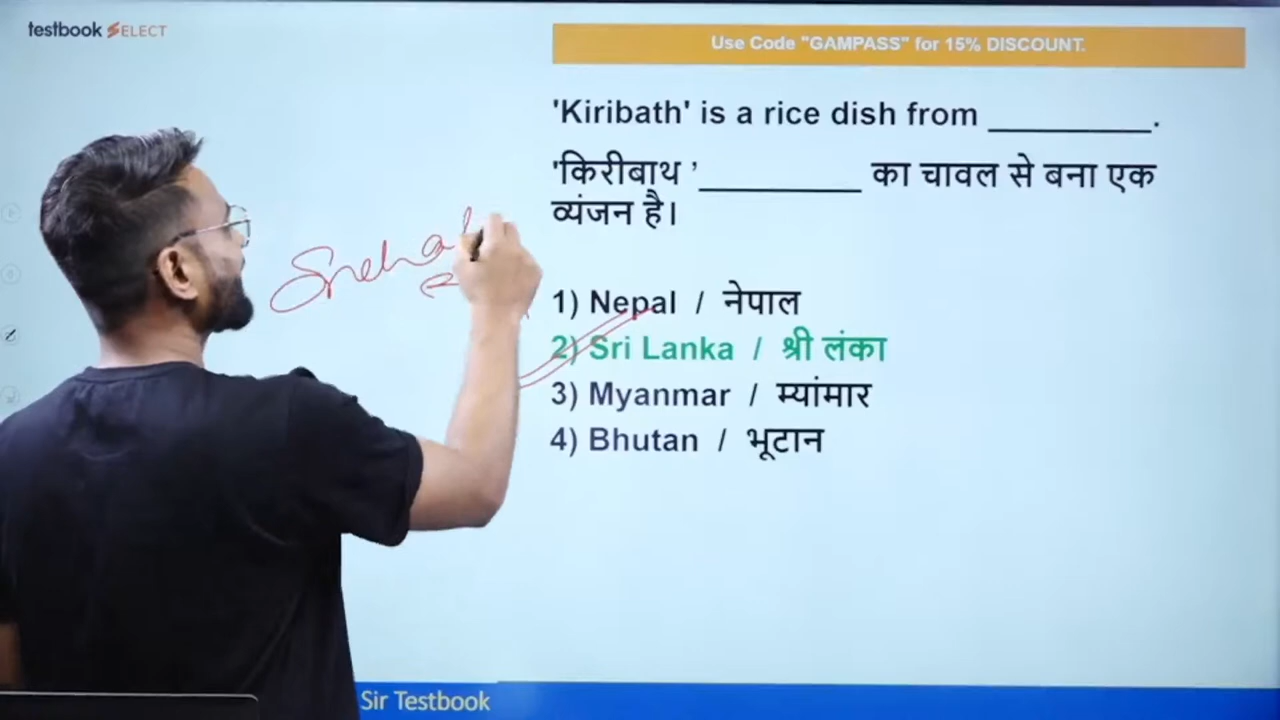 testbook SELECT
Use Code "GAMPASS" for 15% DISCOUNT.
'Kiribath' is a rice dish from _________.
'किरीबाथ ’_________ का चावल से बना एक
व्यंजन है।
1) Nepal / नेपाल
2) Sri Lanka / श्री लंका
3) Myanmar / म्यांमार
4) Bhutan / भूटान
Sir Testbook